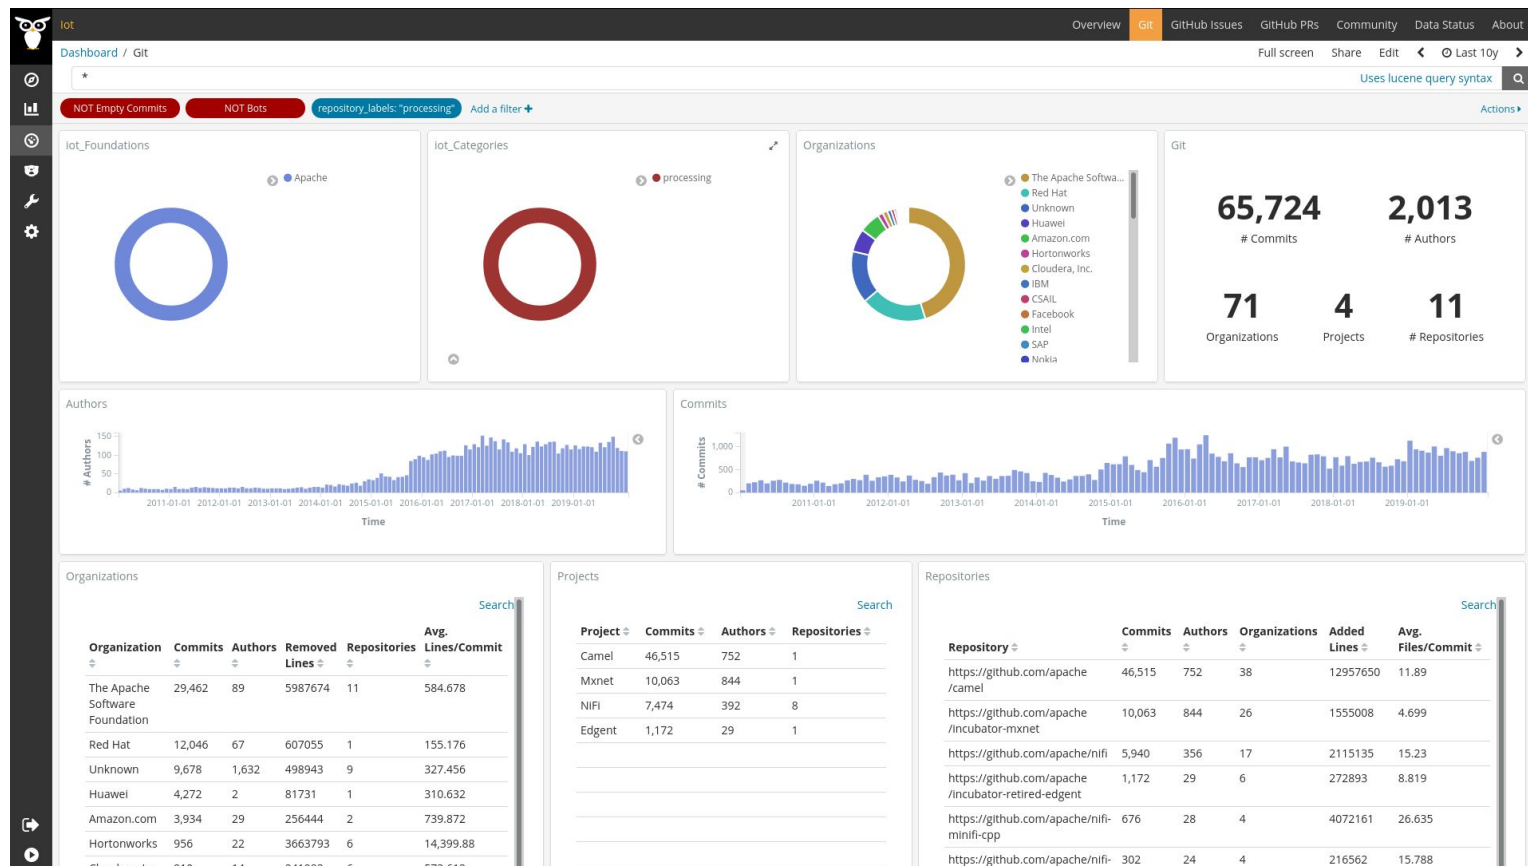 Iot
Overview Git GitHub Issues GitHub PRs Community Data Status About
Dashboard / Git
Full screen Share Edit Last 10y
*
Uses lucene query syntax
NOT Empty Commits NOT Bots repository_labels: "processing" Add a filter +
Actions
iot_Foundations
Apache
iot_Categories
processing
Organizations
The Apache Softwa...
Red Hat
Unknown
Huawei
Amazon.com
Hortonworks
Cloudera, Inc.
IBM
CSAIL
Facebook
Intel
SAP
Nokia
Git
65,724 2,013
# Commits # Authors
71 4 11
Organizations Projects # Repositories
Authors
# Authors
150
100
50
0
2011-01-01 2012-01-01 2013-01-01 2014-01-01 2015-01-01 2016-01-01 2017-01-01 2018-01-01 2019-01-01
Time
Commits
# Commits
1,000
500
0
2011-01-01 2012-01-01 2013-01-01 2014-01-01 2015-01-01 2016-01-01 2017-01-01 2018-01-01 2019-01-01
Time
Organizations
Search
Organization Commits Authors Removed Lines Repositories Avg. Lines/Commit
The Apache Software Foundation 29,462 89 5987674 11 584.678
Red Hat 12,046 67 607055 1 155.176
Unknown 9,678 1,632 498943 9 327.456
Huawei 4,272 2 81731 1 310.632
Amazon.com 3,934 29 256444 2 739.872
Hortonworks 956 22 3663793 6 14,399.88
Projects
Search
Project Commits Authors Repositories
Camel 46,515 752 1
Mxnet 10,063 844 1
NiFi 7,474 392 8
Edgent 1,172 29 1
Repositories
Search
Repository Commits Authors Organizations Added Lines Avg. Files/Commit
https://github.com/apache/camel 46,515 752 38 12957650 11.89
https://github.com/apache/incubator-mxnet 10,063 844 26 1555008 4.699
https://github.com/apache/nifi 5,940 356 17 2115135 15.23
https://github.com/apache/incubator-retired-edgent 1,172 29 6 272893 8.819
https://github.com/apache/nifi-minifi-cpp 676 28 4 4072161 26.635
https://github.com/apache/nifi- 302 24 4 216562 15.788